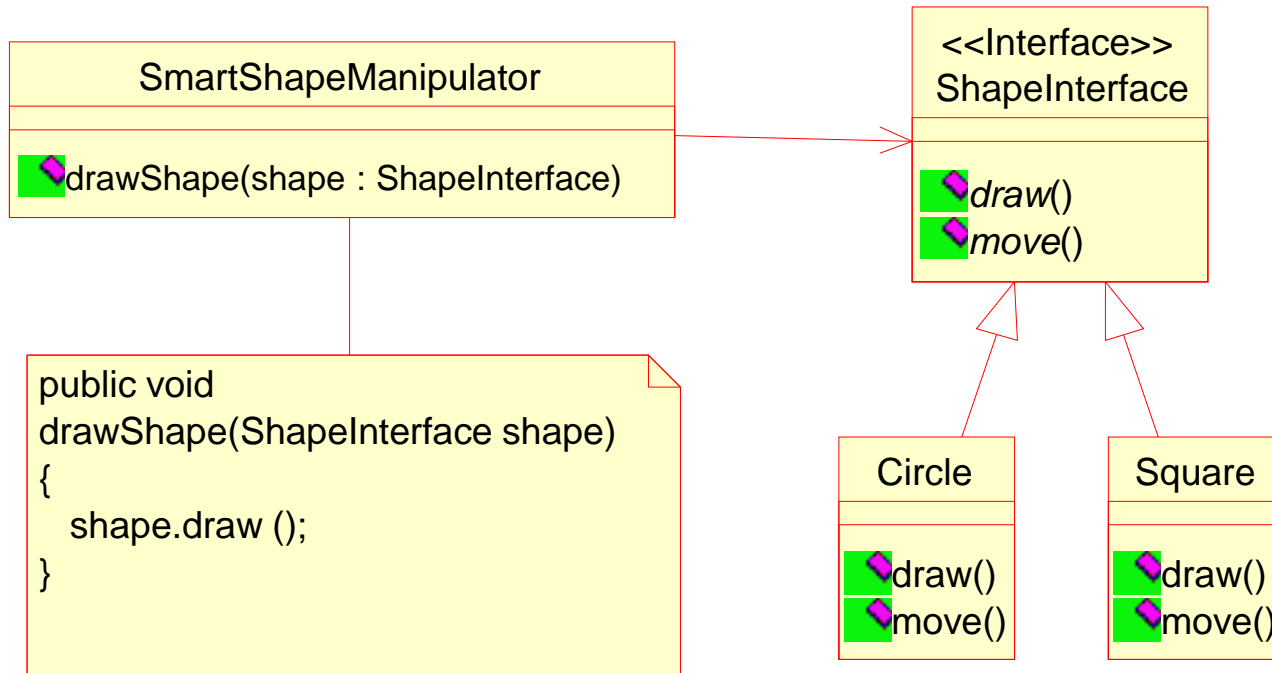 SmartShapeManipulator
drawShape(shape : ShapeInterface)
<<Interface>>
ShapeInterface
draw()
move()
public void
drawShape(ShapeInterface shape)
{
shape.draw ();
}
Circle
draw()
move()
Square
draw()
move()